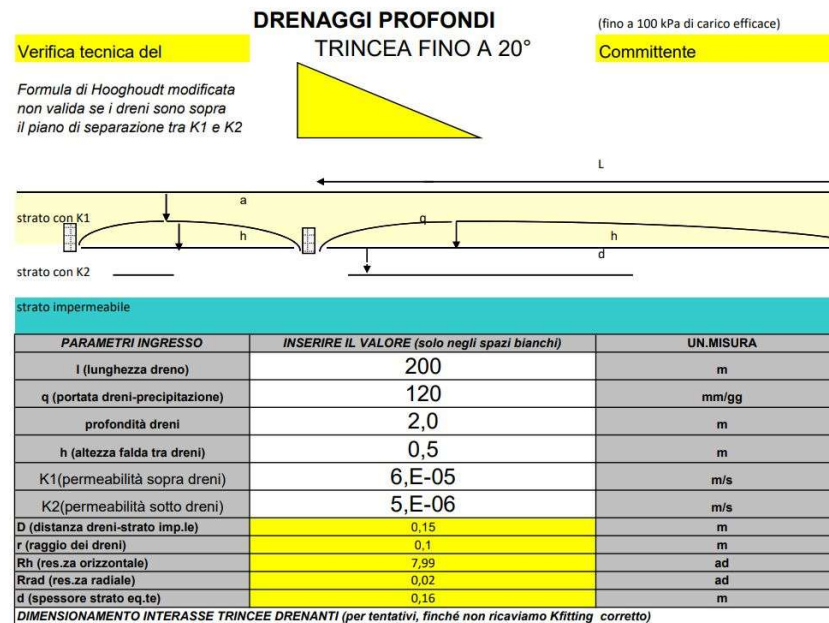 DRENAGGI PROFONDI
(fino a 100 kPa di carico efficace)
Verifica tecnica del
TRINCEA FINO A 20°
Committente
Formula di Hooghoudt modificata
non valida se i dreni sono sopra
il piano di separazione tra K1 e K2
L
a
strato con K1
q
h
h
d
strato con K2
strato impermeabile
PARAMETRI INGRESSO INSERIRE IL VALORE (solo negli spazi bianchi) UN.MISURA
l (lunghezza dreno) 200 m
q (portata dreni-precipitazione) 120 mm/gg
profondità dreni 2,0 m
h (altezza falda tra dreni) 0,5 m
K1(permeabilità sopra dreni) 6,E-05 m/s
K2(permeabilità sotto dreni) 5,E-06 m/s
D (distanza dreni-strato imp.le) 0,15 m
r (raggio dei dreni) 0,1 m
Rh (res.za orizzontale) 7,99 ad
Rrad (res.za radiale) 0,02 ad
d (spessore strato eq.te) 0,16 m
DIMENSIONAMENTO INTERASSE TRINCEE DRENANTI (per tentativi, finché non ricaviamo Kfitting corretto)